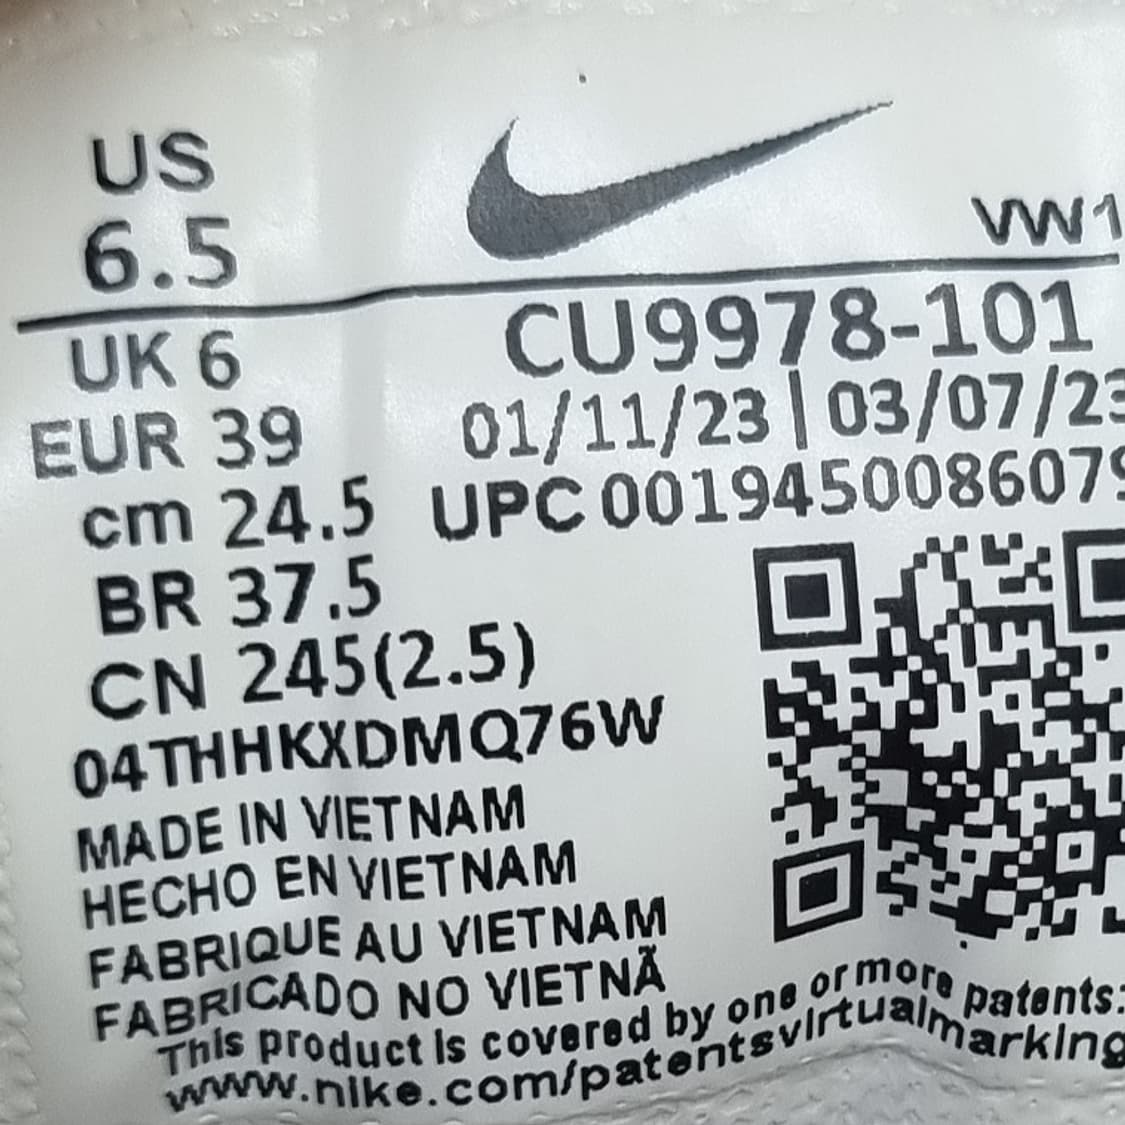 US
6.5
VW1
UK 6
EUR 39
cm 24.5
BR 37.5
CN 245(2.5)
CU9978-101
01/11/23 | 03/07/23
UPC 0019450086079
04THHKXDMQ76W
MADE IN VIETNAM
HECHO EN VIETNAM
FABRIQUE AU VIETNAM
FABRICADO NO VIETNÃ
This product is covered by one or more patents:
www.nike.com/patentsvirtualmarking